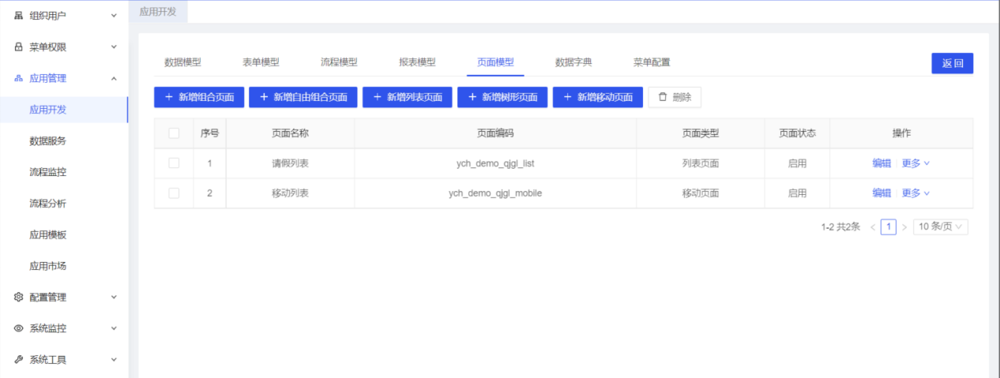 组织用户
菜单权限
应用管理
应用开发
数据服务
流程监控
流程分析
应用模板
应用市场
配置管理
系统监控
系统工具
应用开发
数据模型 表单模型 流程模型 报表模型 页面模型 数据字典 菜单配置 返回
+ 新增组合页面 + 新增自由组合页面 + 新增列表页面 + 新增树形页面 + 新增移动页面 删除
序号 页面名称 页面编码 页面类型 页面状态 操作
1 请假列表 ych_demo_qjgl_list 列表页面 启用 编辑 更多
2 移动列表 ych_demo_qjgl_mobile 移动页面 启用 编辑 更多
1-2 共2条 < 1 > 10 条/页